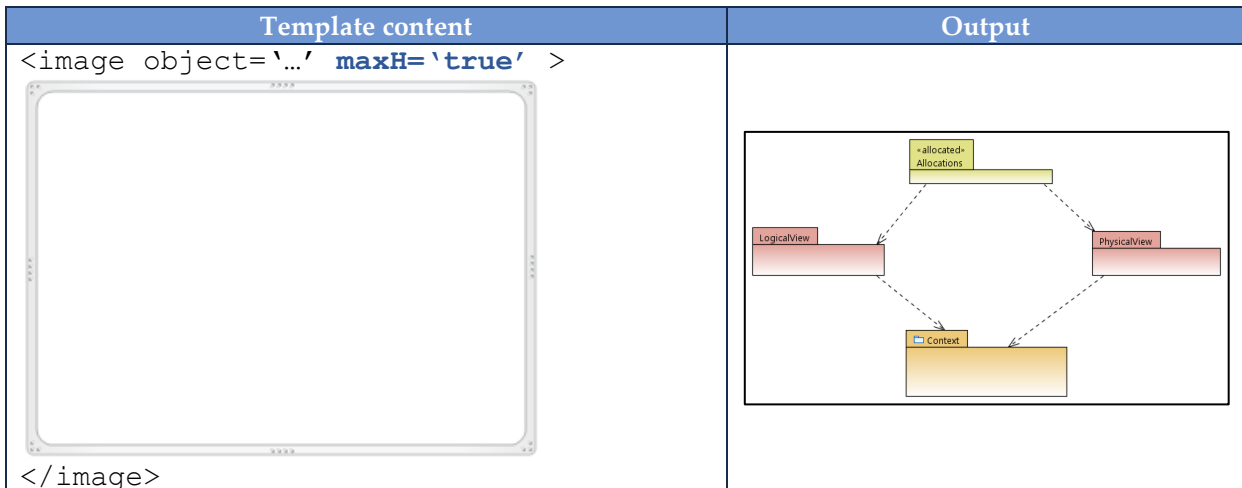 Template content
Output
<image object=‘…’ maxH=‘true’ >
</image>
«allocated»
Allocations
LogicalView
PhysicalView
Context